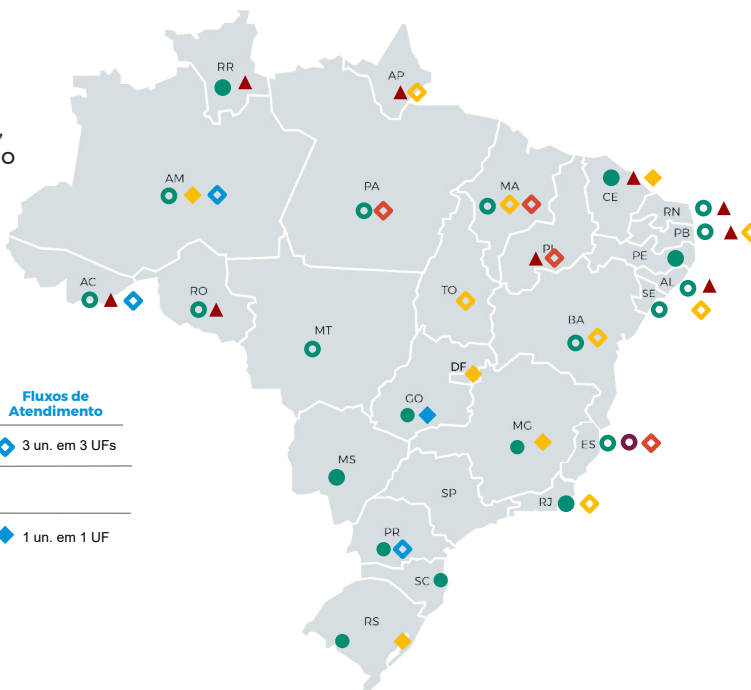 ,
o
RR
AP
AM
PA
MA
CE
RN
PB
PI
PE
AL
SE
AC
RO
TO
BA
MT
DF
GO
MG
ES
MS
SP
RJ
PR
SC
RS
Fluxos de
Atendimento
3 un. em 3 UFs
1 un. em 1 UF